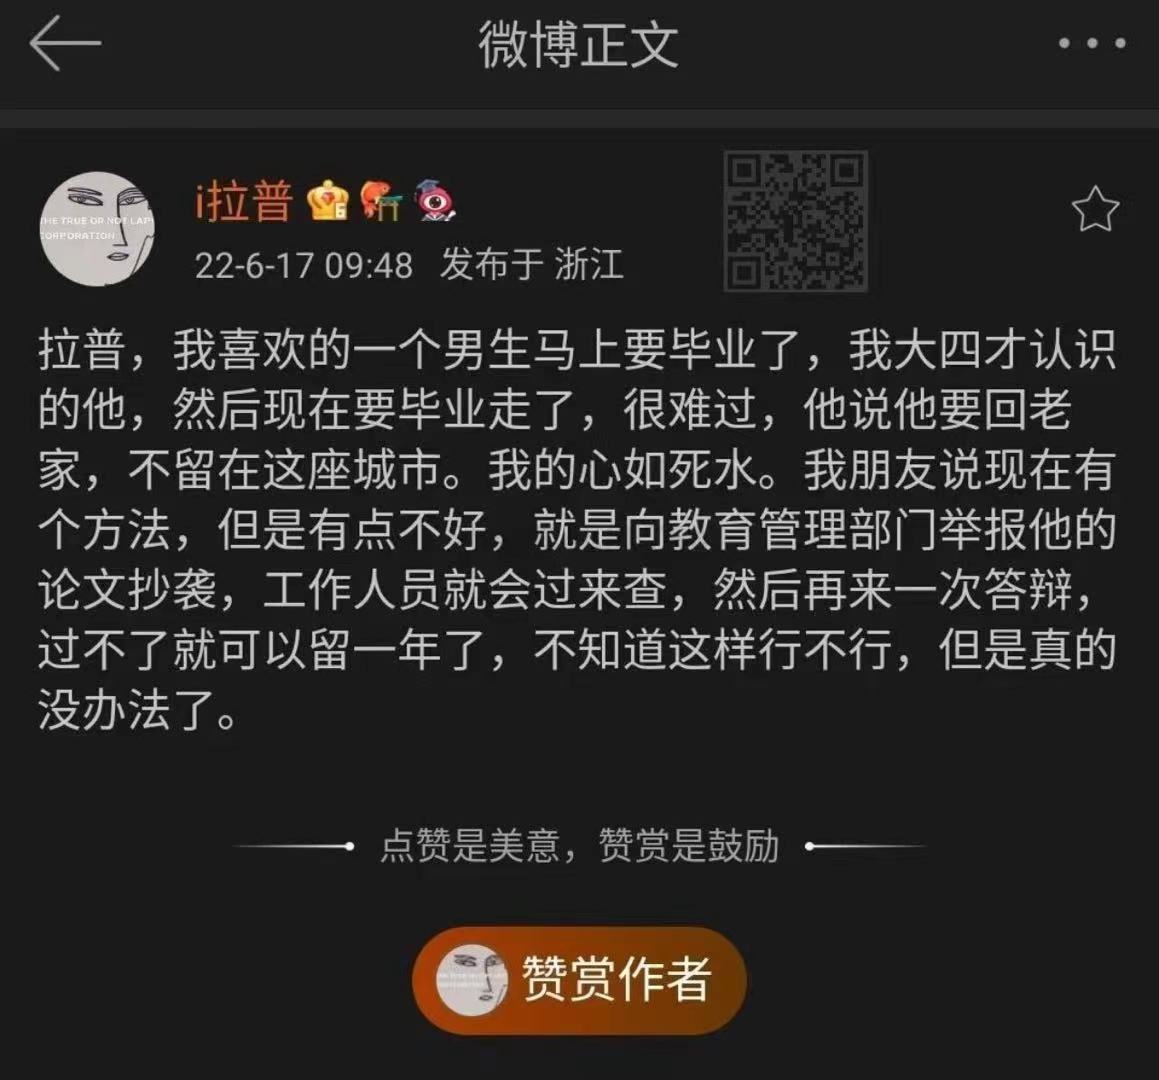 微博正文
i拉普
THE TRUE OR NOT LAP
CORPORATION
22-6-17 09:48 发布于 浙江
拉普，我喜欢的一个男生马上要毕业了，我大四才认识
的他，然后现在要毕业走了，很难过，他说他要回老
家，不留在这座城市。我的心如死水。我朋友说现在有
个方法，但是有点不好，就是向教育管理部门举报他的
论文抄袭，工作人员就会过来查，然后再来一次答辩，
过不了就可以留一年了，不知道这样行不行，但是真的
没办法了。
点赞是美意，赞赏是鼓励
赞赏作者